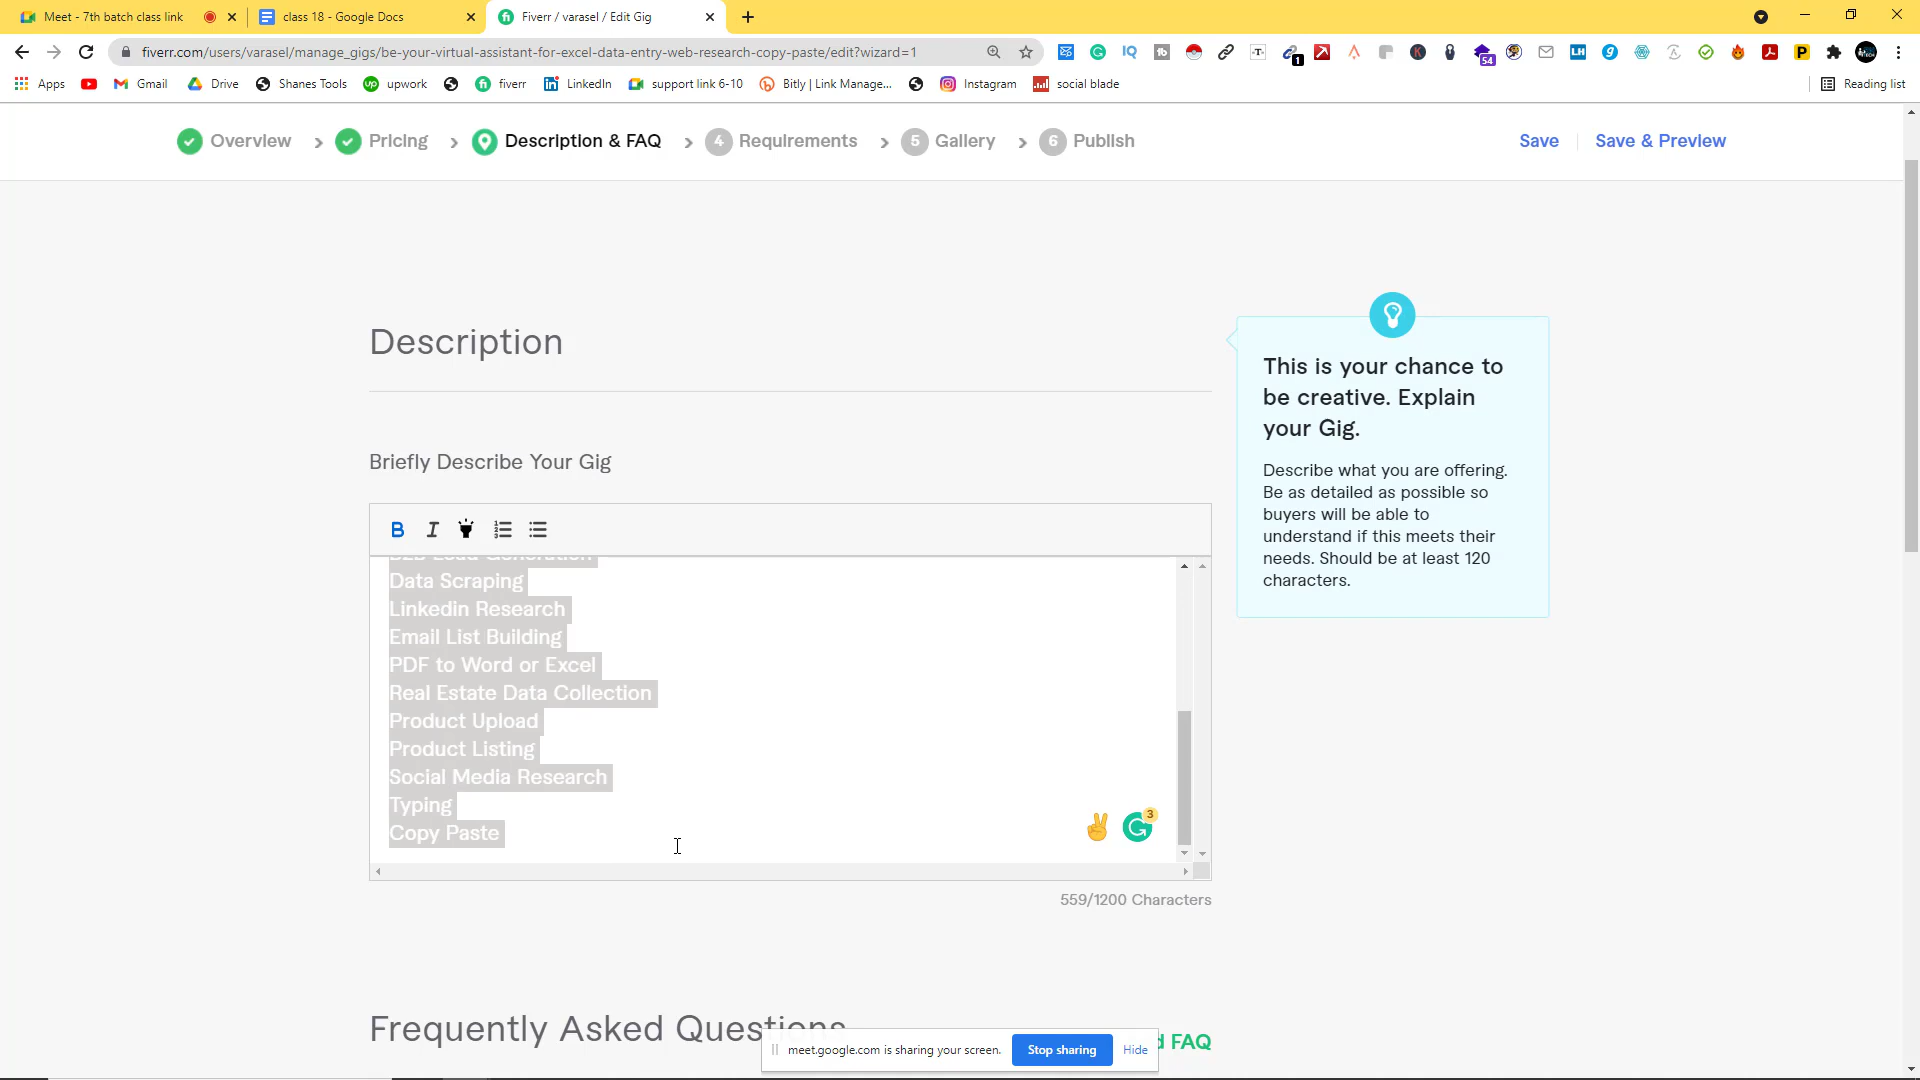 Meet - 7th batch class link
class 18 - Google Docs
Fiverr / varasel / Edit Gig
fiverr.com/users/varasel/manage_gigs/be-your-virtual-assistant-for-excel-data-entry-web-research-copy-paste/edit?wizard=1
Apps
Gmail
Drive
Shanes Tools
upwork
fiverr
LinkedIn
support link 6-10
Bitly | Link Manage...
Instagram
social blade
Reading list
Overview
Pricing
Description & FAQ
4 Requirements
5 Gallery
6 Publish
Save
Save & Preview
Description
Briefly Describe Your Gig
B I
B2B Lead Generation
Data Scraping
Linkedin Research
Email List Building
PDF to Word or Excel
Real Estate Data Collection
Product Upload
Product Listing
Social Media Research
Typing
Copy Paste
3
559/1200 Characters
This is your chance to
be creative. Explain
your Gig.
Describe what you are offering.
Be as detailed as possible so
buyers will be able to
understand if this meets their
needs. Should be at least 120
characters.
Frequently Asked Questions
FAQ
meet.google.com is sharing your screen.
Stop sharing
Hide